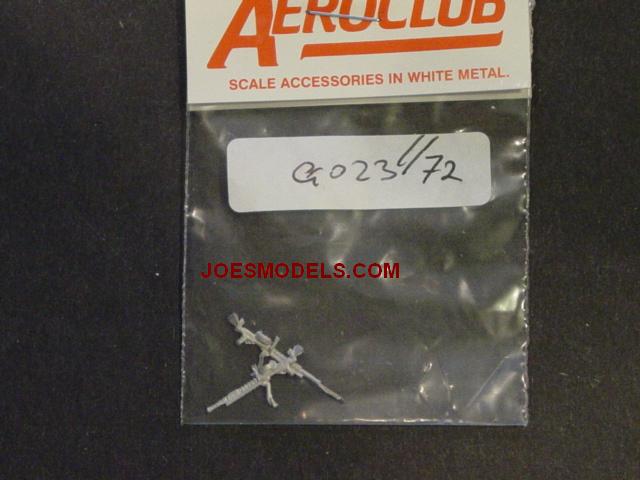 AEROCLUB
SCALE ACCESSORIES IN WHITE METAL.
G023 1/72
JOESMODELS.COM